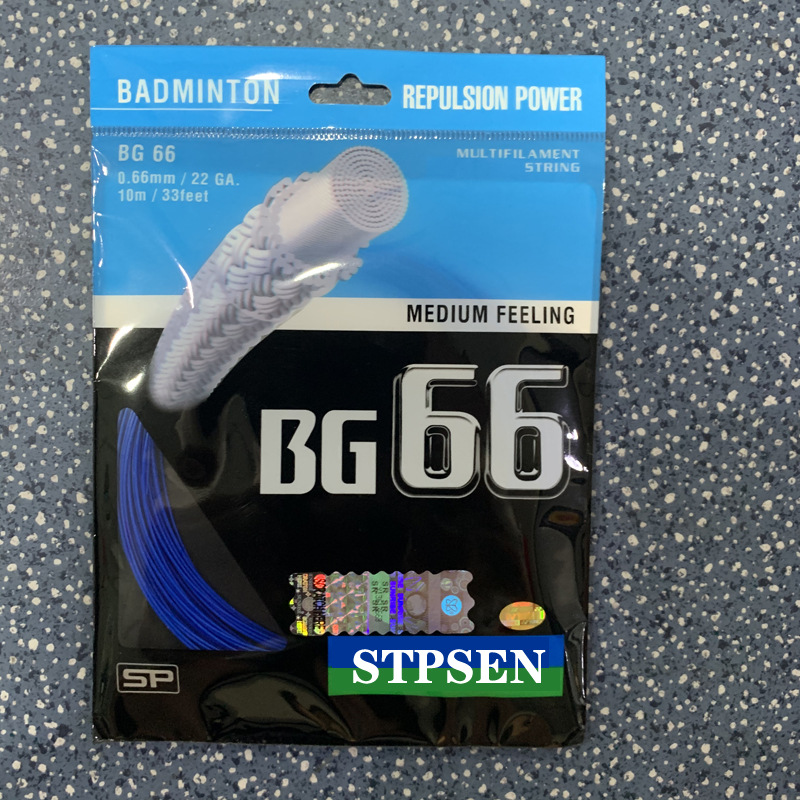 BADMINTON
REPULSION POWER
BG 66
0.66mm / 22 GA.
10m / 33feet
MULTIFILAMENT
STRING
MEDIUM FEELING
BG 66
SP
STPSEN